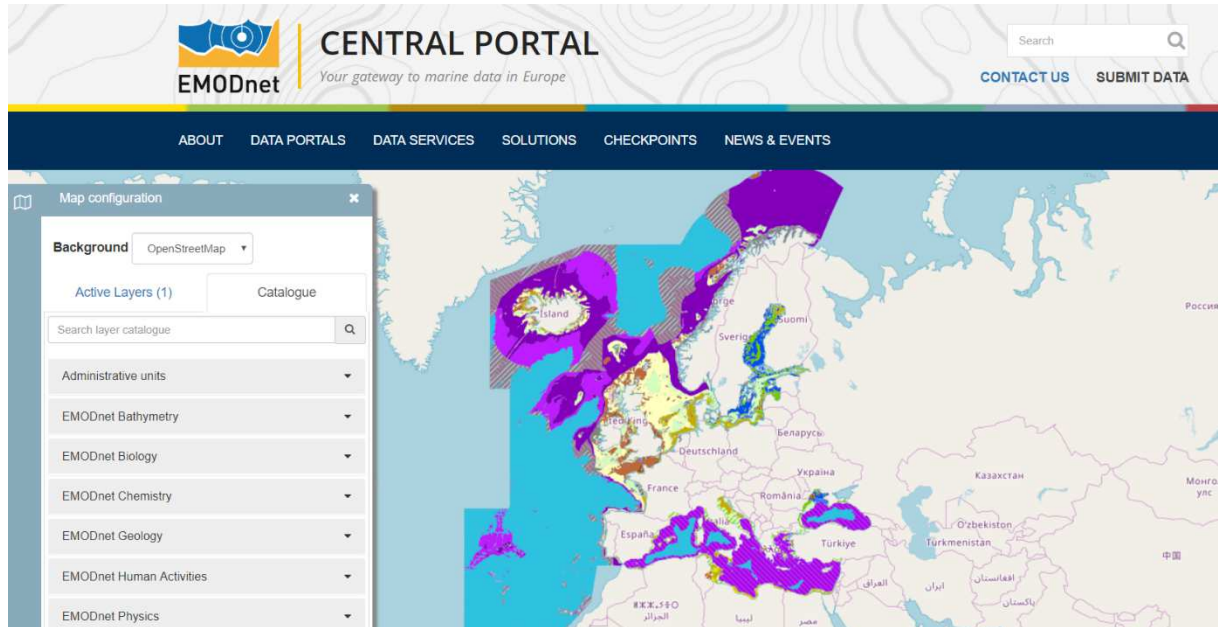 EMODnet
CENTRAL PORTAL
Your gateway to marine data in Europe
Search
CONTACT US SUBMIT DATA
ABOUT DATA PORTALS DATA SERVICES SOLUTIONS CHECKPOINTS NEWS & EVENTS
Map configuration
Background OpenStreetMap
Active Layers (1) Catalogue
Search layer catalogue
Administrative units
EMODnet Bathymetry
EMODnet Biology
EMODnet Chemistry
EMODnet Geology
EMODnet Human Activities
EMODnet Physics
Ísland
Suomi
Sverige
Россия
Беларусь
Deutschland
Україна
Казахстан
France
România
O'zbekiston
España
Türkiye
Türkmenistan
中国
العراق
ایران
افغانستان
پاکستان
الجزائر
ليبيا
مصر